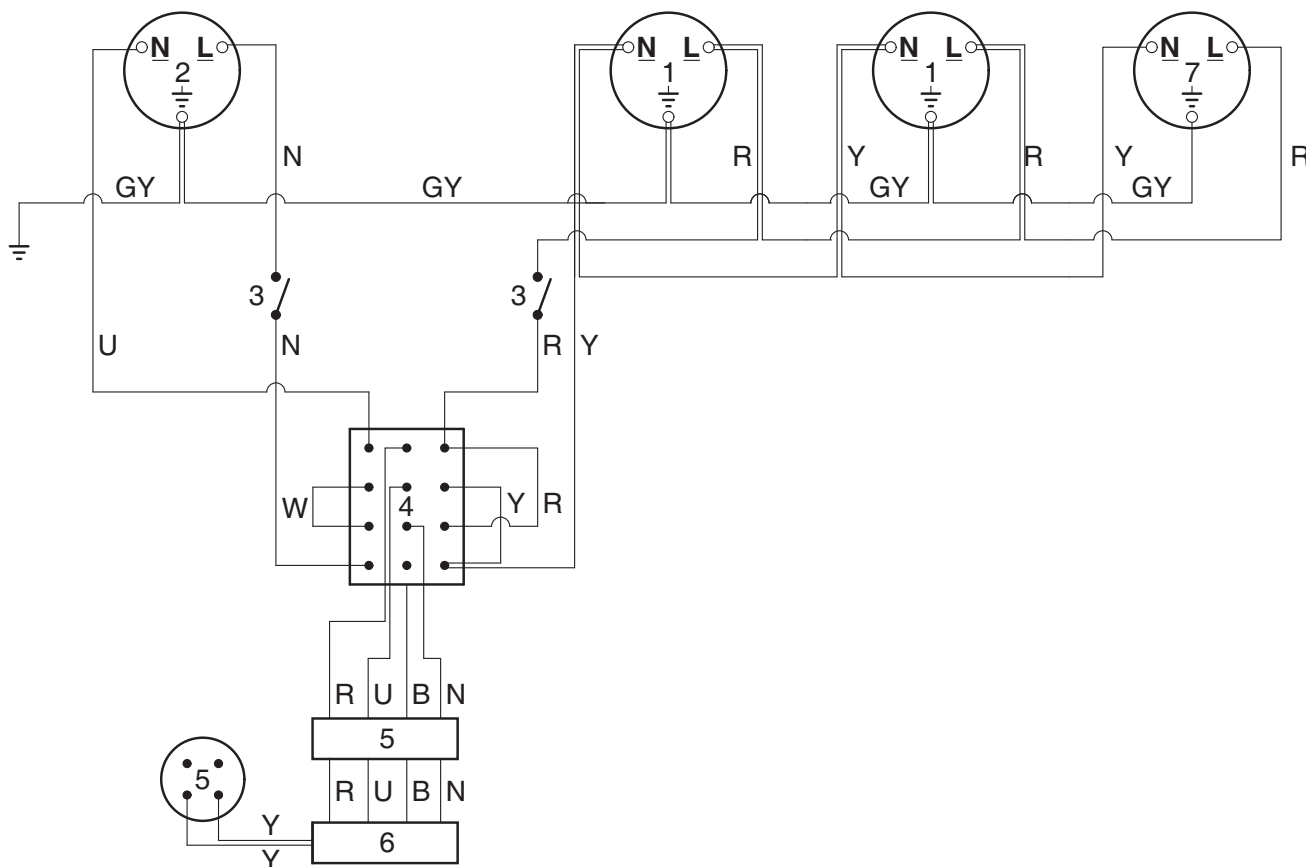 N L N L N L N L
2 1 1 7
N R Y R Y R
GY GY GY GY
3 3
U N R Y
W 4 Y R
R U B N
5
5
R U B N
Y
6
Y